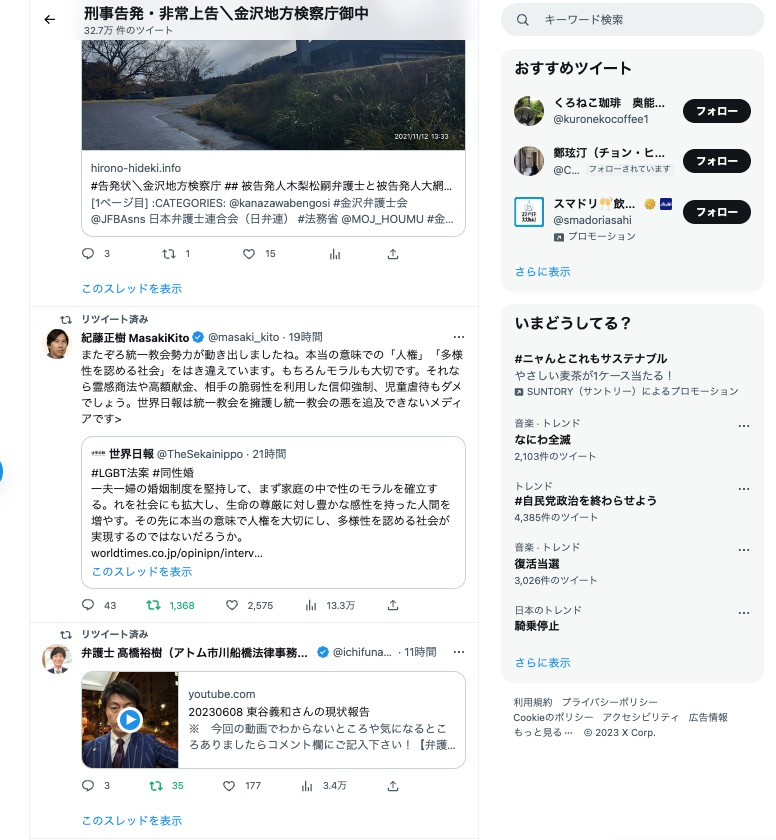 刑事告発・非常上告＼金沢地方検察庁御中
32.7万 件のツイート
2021/11/12 13:33
hirono-hideki.info
#告発状＼金沢地方検察庁 ## 被告発人木梨松嗣弁護士と被告発人大網...
[1ページ目] :CATEGORIES: @kanazawabengosi #金沢弁護士会
@JFBAsns 日本弁護士連合会（日弁連） #法務省 @MOJ_HOUMU #金...
3 1 15
このスレッドを表示
リツイート済み
紀藤正樹 MasakiKito @masaki_kito · 19時間
またぞろ統一教会勢力が動き出しましたね。本当の意味での「人権」「多様
性を認める社会」をはき違えています。もちろんモラルも大切です。それな
ら霊感商法や高額献金、相手の脆弱性を利用した信仰強制、児童虐待もダメ
でしょう。世界日報は統一教会を擁護し統一教会の悪を追及できないメディ
アです>
世界日報 @TheSekainippo · 21時間
#LGBT法案 #同性婚
一夫一婦の婚姻制度を堅持して、まず家庭の中で性のモラルを確立す
る。れを社会にも拡大し、生命の尊厳に対し豊かな感性を持った人間を
増やす。その先に本当の意味で人権を大切にし、多様性を認める社会が
実現するのではないだろうか。
worldtimes.co.jp/opinipn/interv...
このスレッドを表示
43 1,368 2,575 13.3万
リツイート済み
弁護士 髙橋裕樹（アトム市川船橋法律事務... @ichifuna... · 11時間
youtube.com
20230608 東谷義和さんの現状報告
※　今回の動画でわからないところや気になるとこ
ろありましたらコメント欄にご記入下さい！【弁護...
3 35 177 3.4万
このスレッドを表示
キーワード検索
おすすめツイート
くろねこ珈琲　奥能...
@kuronekocoffee1
フォロー
鄭玹汀（チョン・ヒ...
@C... フォローされています
フォロー
スマドリ🙌飲...
@smadoriasahi
プロモーション
フォロー
さらに表示
いまどうしてる？
#ニャんとこれもサステナブル
やさしい麦茶が1ケース当たる！
SUNTORY（サントリー）によるプロモーション
音楽 · トレンド
なにわ全滅
2,103件のツイート
トレンド
#自民党政治を終わらせよう
4,385件のツイート
音楽 · トレンド
復活当選
3,026件のツイート
日本のトレンド
騎乗停止
さらに表示
利用規約　プライバシーポリシー
Cookieのポリシー　アクセシビリティ　広告情報
もっと見る ...　© 2023 X Corp.